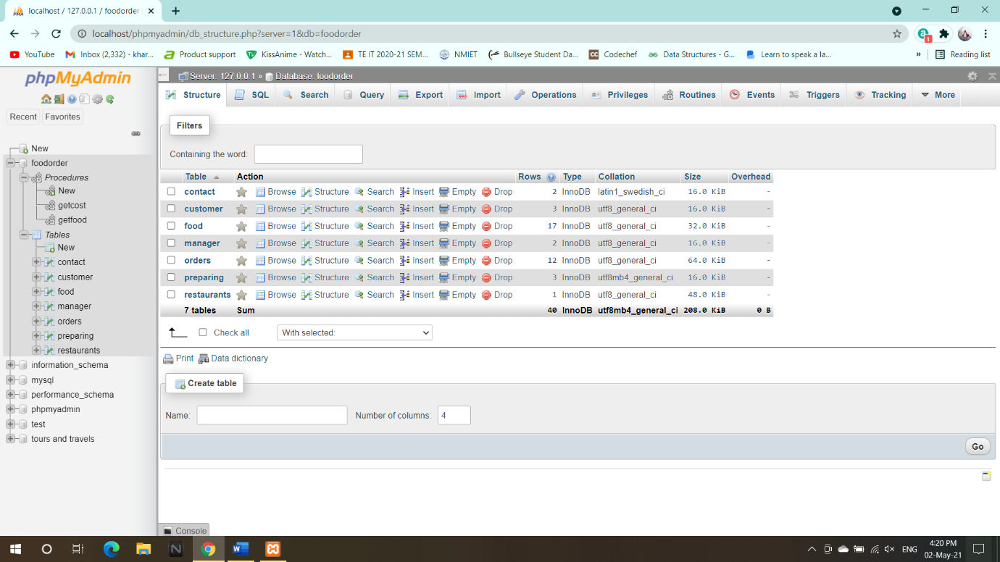 localhost / 127.0.0.1 / foodorder
localhost/phpmyadmin/db_structure.php?server=1&db=foodorder
1
YouTube Inbox (2,332) - khar... Product support KissAnime - Watch... TE IT 2020-21 SEM... NMIET Bullseye Student Da... CC Codechef Data Structures - G... Learn to speak a la... » Reading list
phpMyAdmin
Recent Favorites
New
foodorder
Procedures
New
getcost
getfood
Tables
New
contact
customer
food
manager
orders
preparing
restaurants
information_schema
mysql
performance_schema
phpmyadmin
test
tours and travels
Server: 127.0.0.1 » Database: foodorder
Structure SQL Search Query Export Import Operations Privileges Routines Events Triggers Tracking More
Filters
Containing the word:
Table Action Rows Type Collation Size Overhead
contact Browse Structure Search Insert Empty Drop 2 InnoDB latin1_swedish_ci 16.0 KiB -
customer Browse Structure Search Insert Empty Drop 3 InnoDB utf8_general_ci 16.0 KiB -
food Browse Structure Search Insert Empty Drop 17 InnoDB utf8_general_ci 32.0 KiB -
manager Browse Structure Search Insert Empty Drop 2 InnoDB utf8_general_ci 16.0 KiB -
orders Browse Structure Search Insert Empty Drop 12 InnoDB utf8_general_ci 64.0 KiB -
preparing Browse Structure Search Insert Empty Drop 3 InnoDB utf8mb4_general_ci 16.0 KiB -
restaurants Browse Structure Search Insert Empty Drop 1 InnoDB utf8_general_ci 48.0 KiB -
7 tables Sum 40 InnoDB utf8mb4_general_ci 208.0 KiB 0 B
Check all With selected:
Print Data dictionary
Create table
Name: Number of columns: 4
Go
Console
ENG 4:20 PM
02-May-21